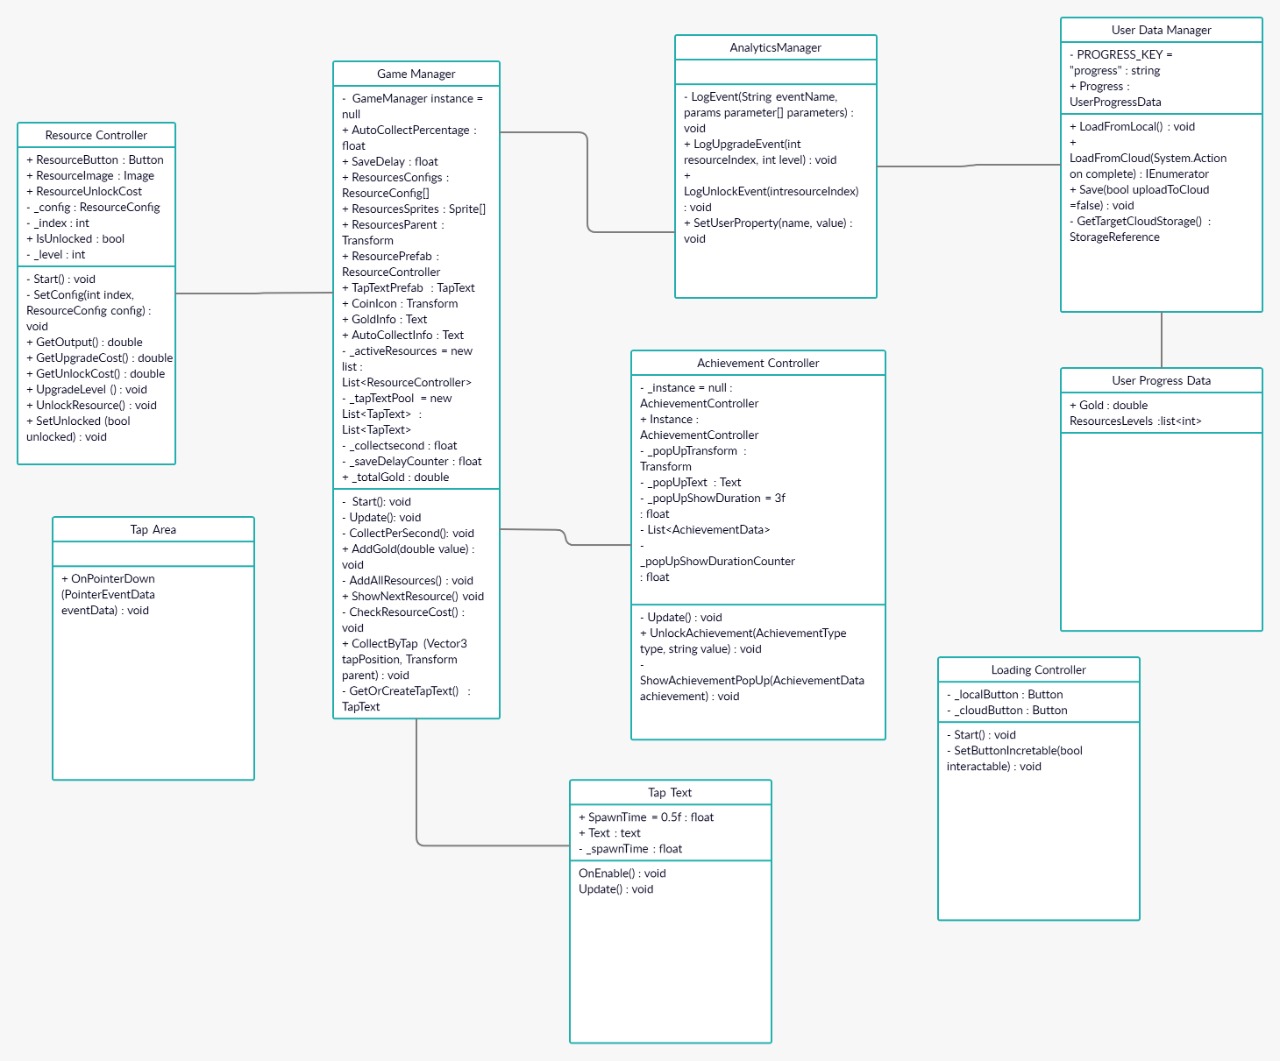 Resource Controller
+ ResourceButton : Button
+ ResourceImage : Image
+ ResourceUnlockCost
- _config : ResourceConfig
- _index : int
+ IsUnlocked : bool
- _level : int
- Start() : void
- SetConfig(int index,
ResourceConfig config) :
void
+ GetOutput() : double
+ GetUpgradeCost() : double
+ GetUnlockCost() : double
+ UpgradeLevel () : void
+ UnlockResource() : void
+ SetUnlocked (bool
unlocked) : void
Tap Area
+ OnPointerDown
(PointerEventData
eventData) : void
Game Manager
- GameManager instance =
null
+ AutoCollectPercentage :
float
+ SaveDelay : float
+ ResourcesConfigs :
ResourceConfig[]
+ ResourcesSprites : Sprite[]
+ ResourcesParent :
Transform
+ ResourcePrefab :
ResourceController
+ TapTextPrefab : TapText
+ CoinIcon : Transform
+ GoldInfo : Text
+ AutoCollectInfo : Text
- _activeResources = new
list :
List<ResourceController>
- _tapTextPool = new
List<TapText> :
List<TapText>
- _collectsecond : float
- _saveDelayCounter : float
+ _totalGold : double
- Start(): void
- Update(): void
- CollectPerSecond(): void
+ AddGold(double value) :
void
- AddAllResources() : void
+ ShowNextResource() void
- CheckResourceCost() :
void
+ CollectByTap (Vector3
tapPosition, Transform
parent) : void
- GetOrCreateTapText() :
TapText
AnalyticsManager
- LogEvent(String eventName,
params parameter[] parameters) :
void
+ LogUpgradeEvent(int
resourceIndex, int level) : void
+
LogUnlockEvent(intresourceIndex)
: void
+ SetUserProperty(name, value) :
void
Achievement Controller
- _instance = null :
AchievementController
+ Instance :
AchievementController
- _popUpTransform :
Transform
- _popUpText : Text
- _popUpShowDuration = 3f
: float
- List<AchievementData>
-
_popUpShowDurationCounter
: float
- Update() : void
+ UnlockAchievement(AchievementType
type, string value) : void
-
ShowAchievementPopUp(AchievementData
achievement) : void
Tap Text
+ SpawnTime = 0.5f : float
+ Text : text
- _spawnTime : float
OnEnable() : void
Update() : void
User Data Manager
- PROGRESS_KEY =
"progress" : string
+ Progress :
UserProgressData
+ LoadFromLocal() : void
+
LoadFromCloud(System.Action
on complete) : IEnumerator
+ Save(bool uploadToCloud
=false) : void
- GetTargetCloudStorage() :
StorageReference
User Progress Data
+ Gold : double
ResourcesLevels :list<int>
Loading Controller
- _localButton : Button
- _cloudButton : Button
- Start() : void
- SetButtonIncretable(bool
interactable) : void